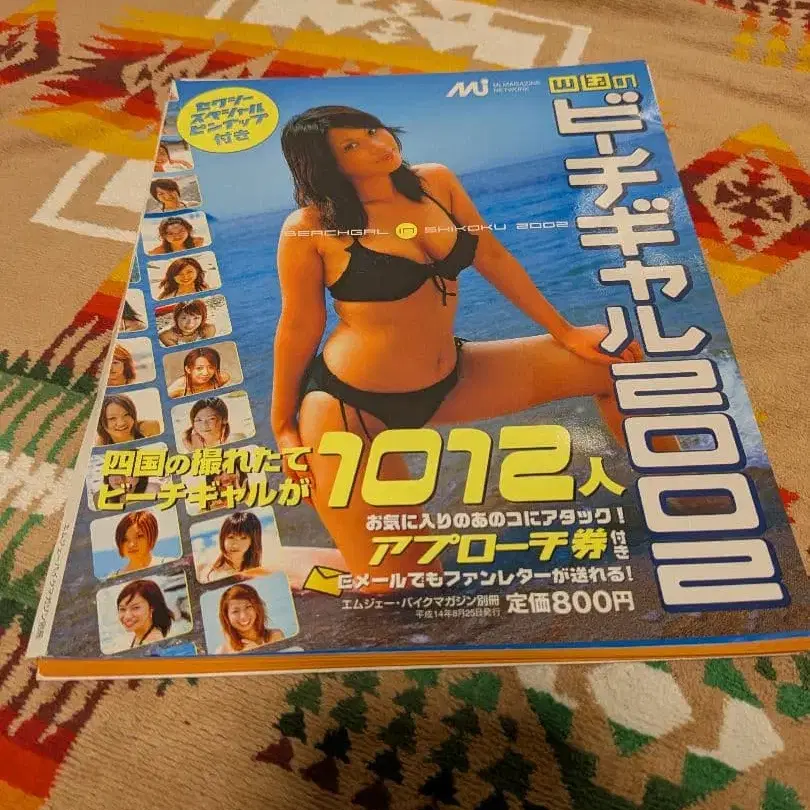 セクシー
スペシャル
ピンナップ
付き
MJ MJ MAGAZINE
NETWORK
四国の
ビーチギャル2002
BEACHGAL IN SHIKOKU 2002
四国の撮れたて
ビーチギャルが
1012人
お気に入りのあのコにアタック!
アプローチ券付き
Eメールでもファンレターが送れる!
エムジェー・バイクマガジン別冊 定価800円
平成14年8月25日発行